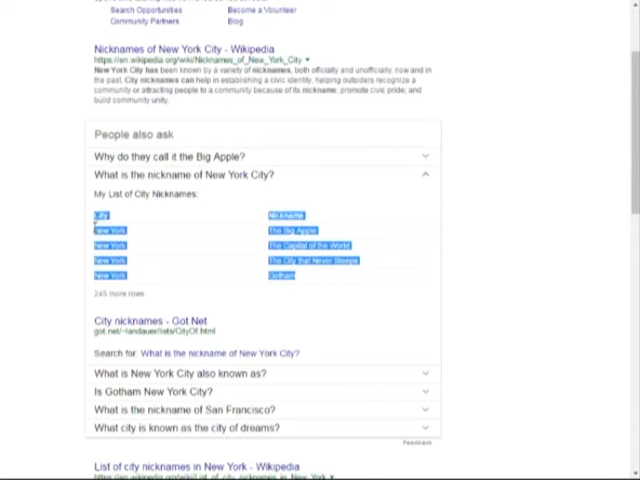 Search Opportunities Become a Volunteer
Community Partners Blog
Nicknames of New York City - Wikipedia
https://en.wikipedia.org/wiki/Nicknames_of_New_York_City
New York City has been known by a variety of nicknames, both officially and unofficially, now and in
the past. City nicknames can help in establishing a civic identity, helping outsiders recognize a
community or attracting people to a community because of its nickname, promote civic pride, and
build community unity.
People also ask
Why do they call it the Big Apple?
What is the nickname of New York City?
My List of City Nicknames:
City Nickname
New York The Big Apple
New York The Capital of the World
New York The City that Never Sleeps
New York Gotham
245 more rows
City nicknames - Got Net
got.net/~landauer/lists/CityOf.html
Search for: What is the nickname of New York City?
What is New York City also known as?
Is Gotham New York City?
What is the nickname of San Francisco?
What city is known as the city of dreams?
Feedback
List of city nicknames in New York - Wikipedia